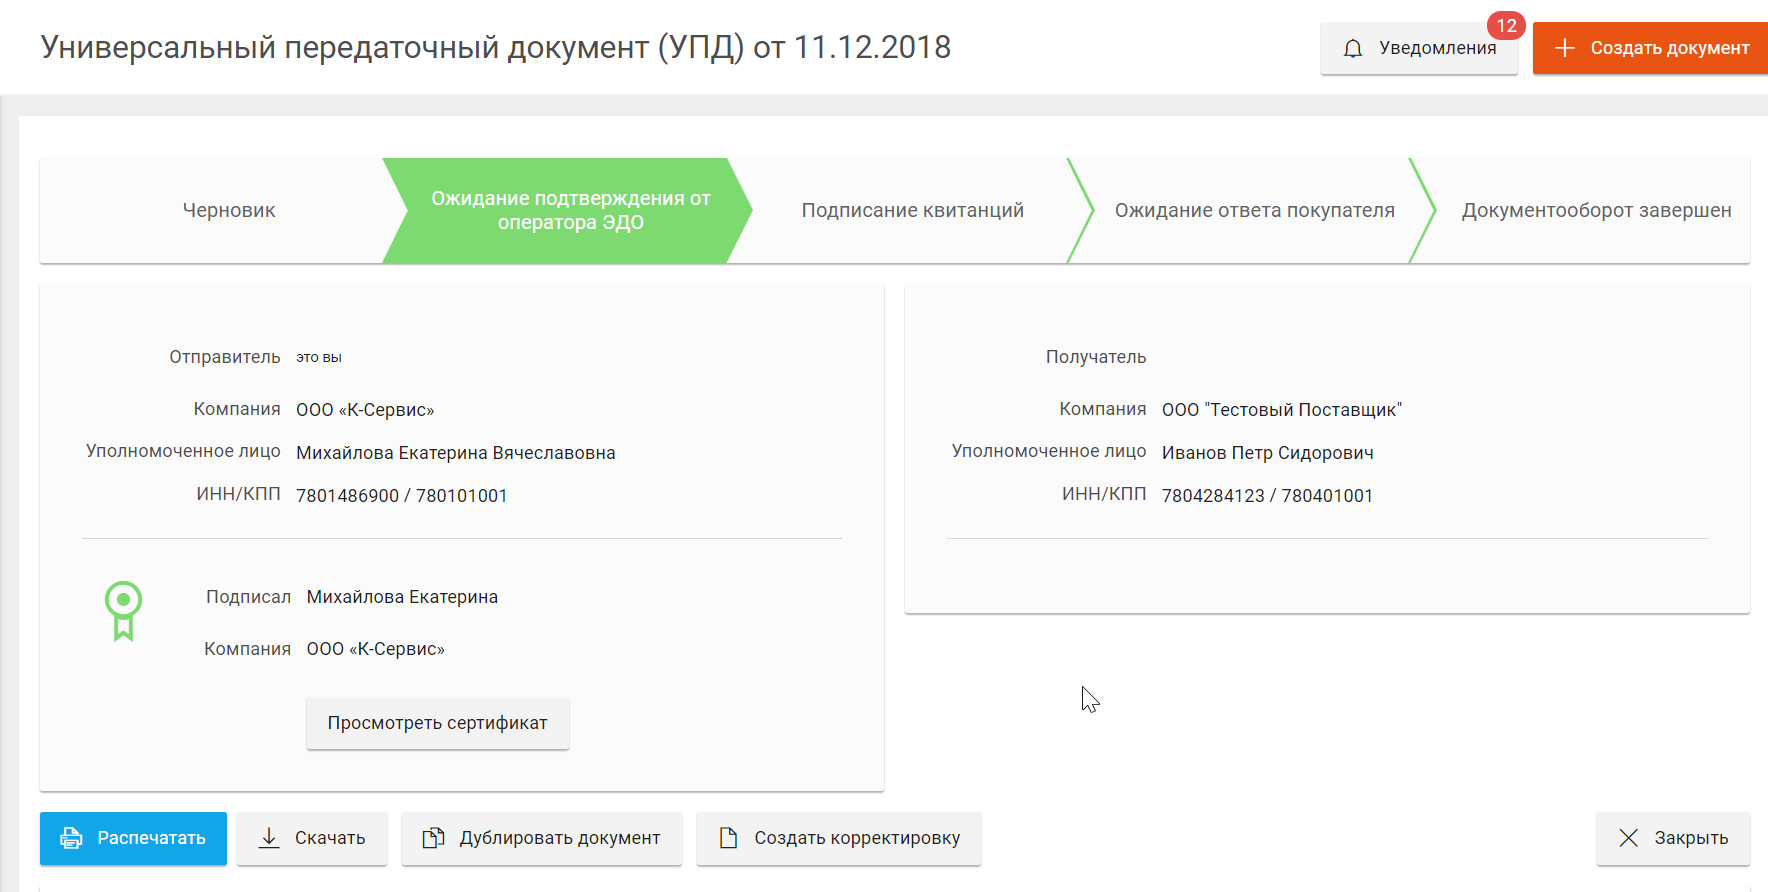 Универсальный передаточный документ (УПД) от 11.12.2018
Уведомления
12
Создать документ
Черновик
Ожидание подтверждения от
оператора ЭДО
Подписание квитанций
Ожидание ответа покупателя
Документооборот завершен
Отправитель это вы
Компания ООО «К-Сервис»
Уполномоченное лицо Михайлова Екатерина Вячеславовна
ИНН/КПП 7801486900 / 780101001
Подписал Михайлова Екатерина
Компания ООО «К-Сервис»
Просмотреть сертификат
Получатель
Компания ООО "Тестовый Поставщик"
Уполномоченное лицо Иванов Петр Сидорович
ИНН/КПП 7804284123 / 780401001
Распечатать
Скачать
Дублировать документ
Создать корректировку
Закрыть